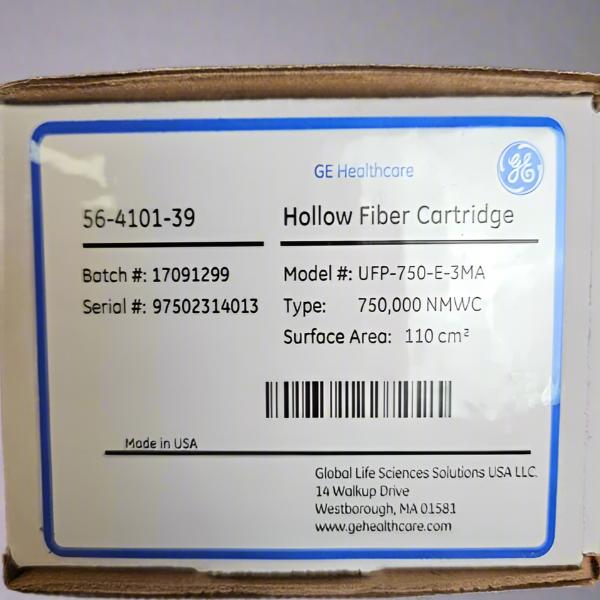 GE Healthcare
GE
56-4101-39
Hollow Fiber Cartridge
Batch #: 17091299
Model #: UFP-750-E-3MA
Serial #: 97502314013
Type: 750,000 NMWC
Surface Area: 110 cm²
Made in USA
Global Life Sciences Solutions USA LLC.
14 Walkup Drive
Westborough, MA 01581
www.gehealthcare.com